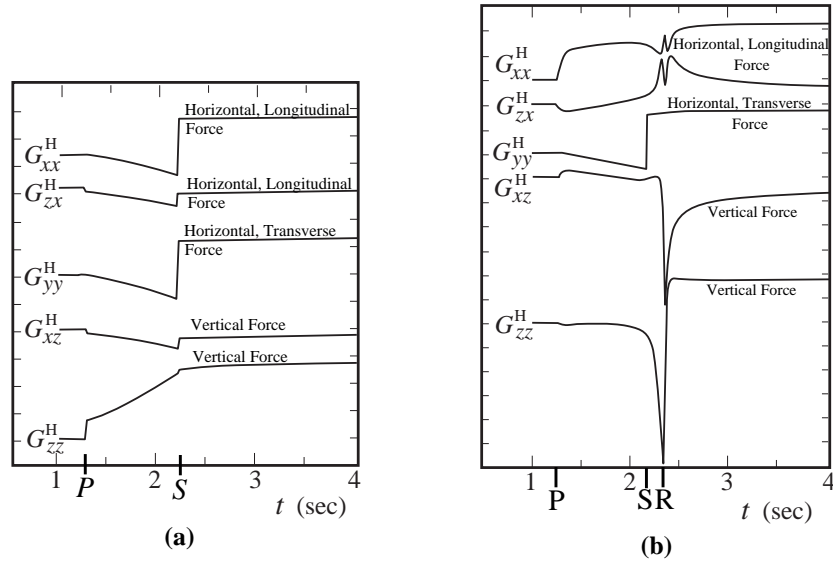 G^H_xx
Horizontal, Longitudinal
Force
G^H_zx
Horizontal, Longitudinal
Force
G^H_yy
Horizontal, Transverse
Force
G^H_xz
Vertical Force
G^H_zz
Vertical Force
1 2 3 4
P S
t (sec)
(a)
G^H_xx
Horizontal, Longitudinal
Force
G^H_zx
Horizontal, Transverse
Force
G^H_yy
G^H_xz
Vertical Force
Vertical Force
G^H_zz
1 2 3 4
P S R
t (sec)
(b)